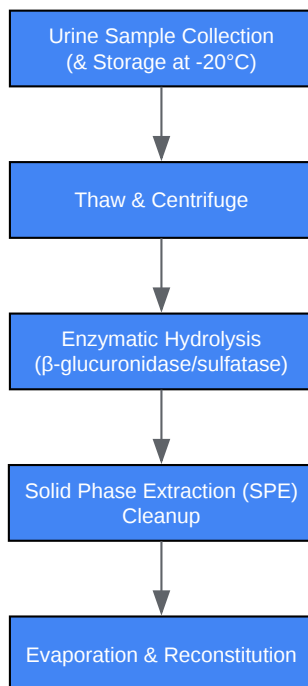 Urine Sample Collection
(& Storage at -20°C)
Thaw & Centrifuge
Enzymatic Hydrolysis
(β-glucuronidase/sulfatase)
Solid Phase Extraction (SPE)
Cleanup
Evaporation & Reconstitution